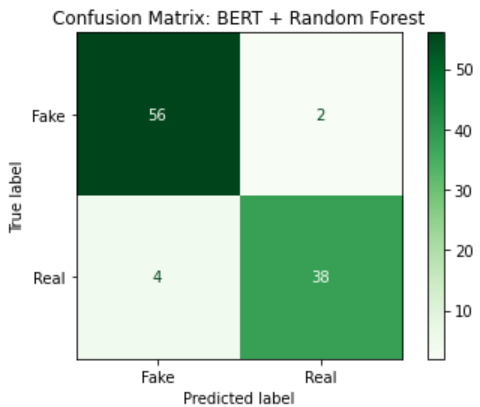 Confusion Matrix: BERT + Random Forest
True label
Fake
56
2
Real
4
38
Fake
Real
Predicted label
50
40
30
20
10